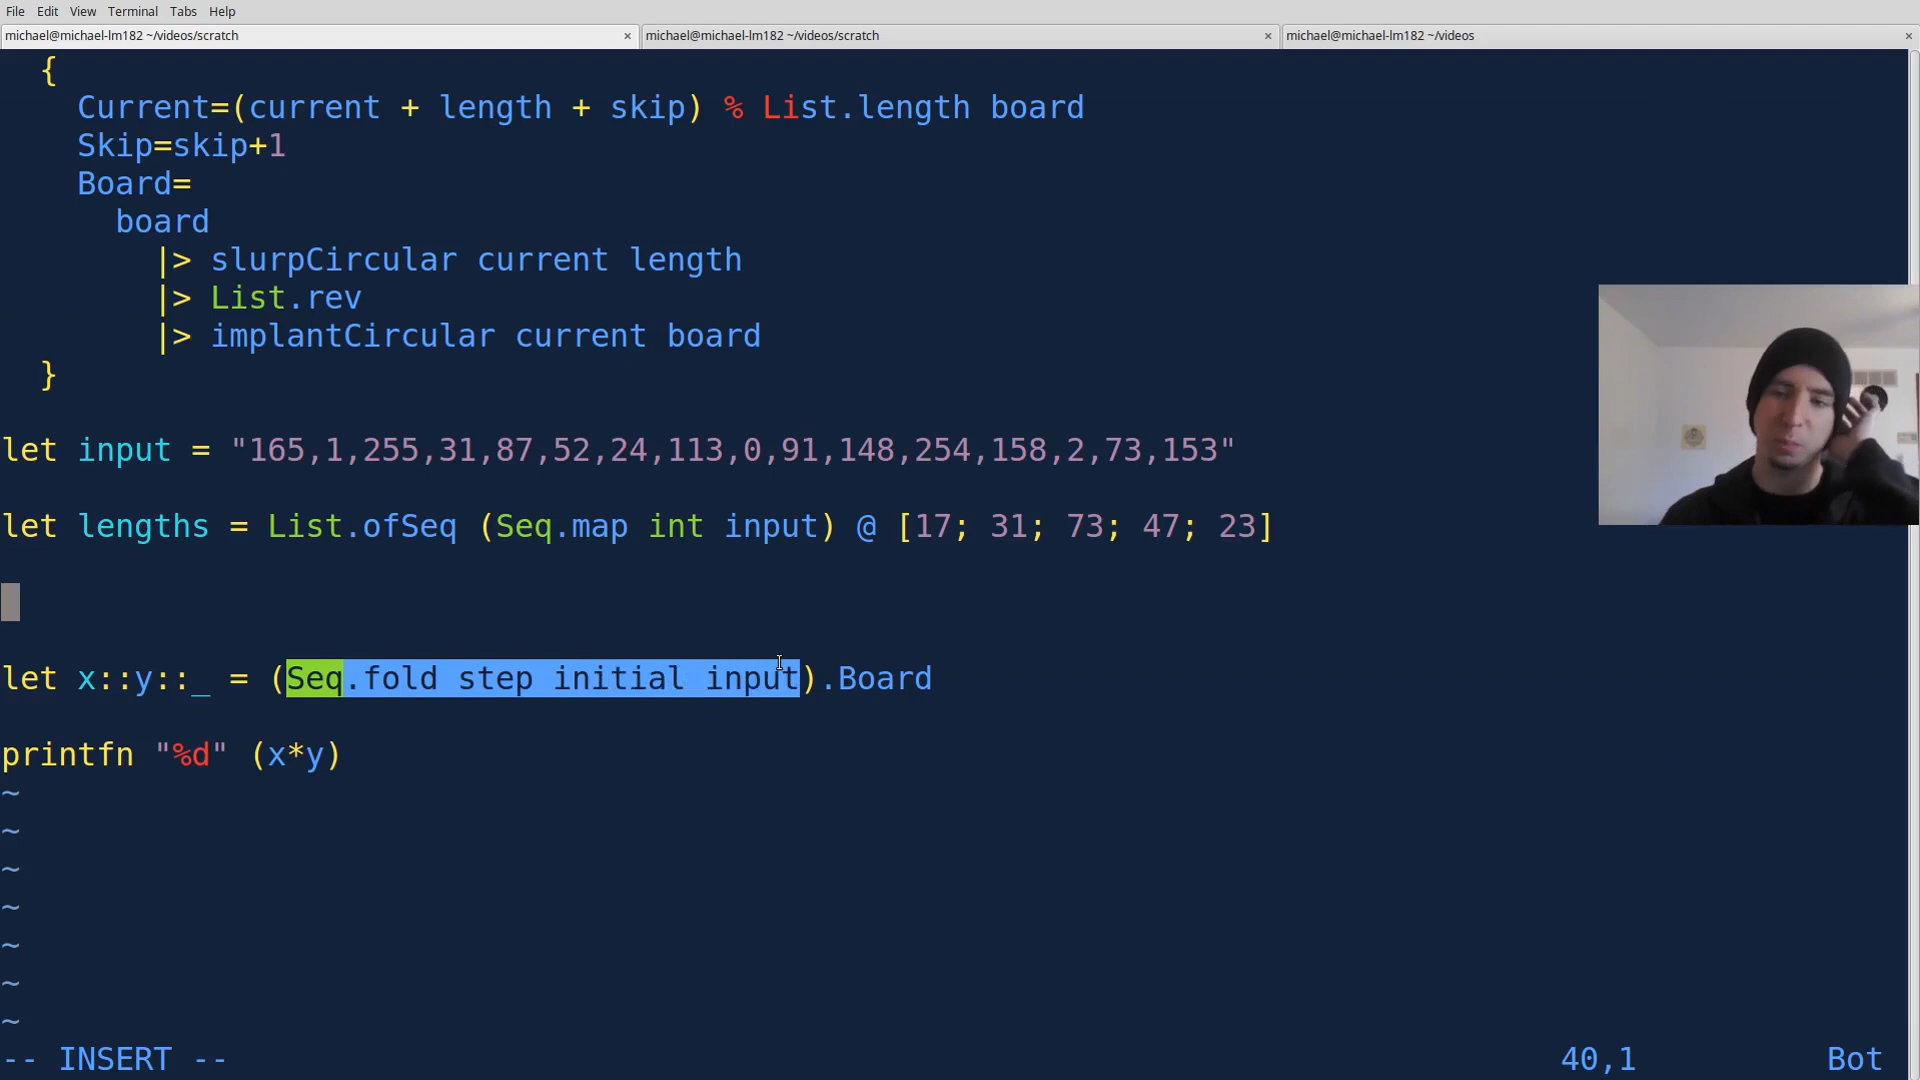 File Edit View Terminal Tabs Help
michael@michael-lm182 ~/videos/scratch × michael@michael-lm182 ~/videos/scratch × michael@michael-lm182 ~/videos ×
{
Current=(current + length + skip) % List.length board
Skip=skip+1
Board=
board
|> slurpCircular current length
|> List.rev
|> implantCircular current board
}
let input = "165,1,255,31,87,52,24,113,0,91,148,254,158,2,73,153"
let lengths = List.ofSeq (Seq.map int input) @ [17; 31; 73; 47; 23]
let x::y::_ = (Seq.fold step initial input).Board
printfn "%d" (x*y)
~
~
~
~
~
~
~
-- INSERT -- 40,1 Bot